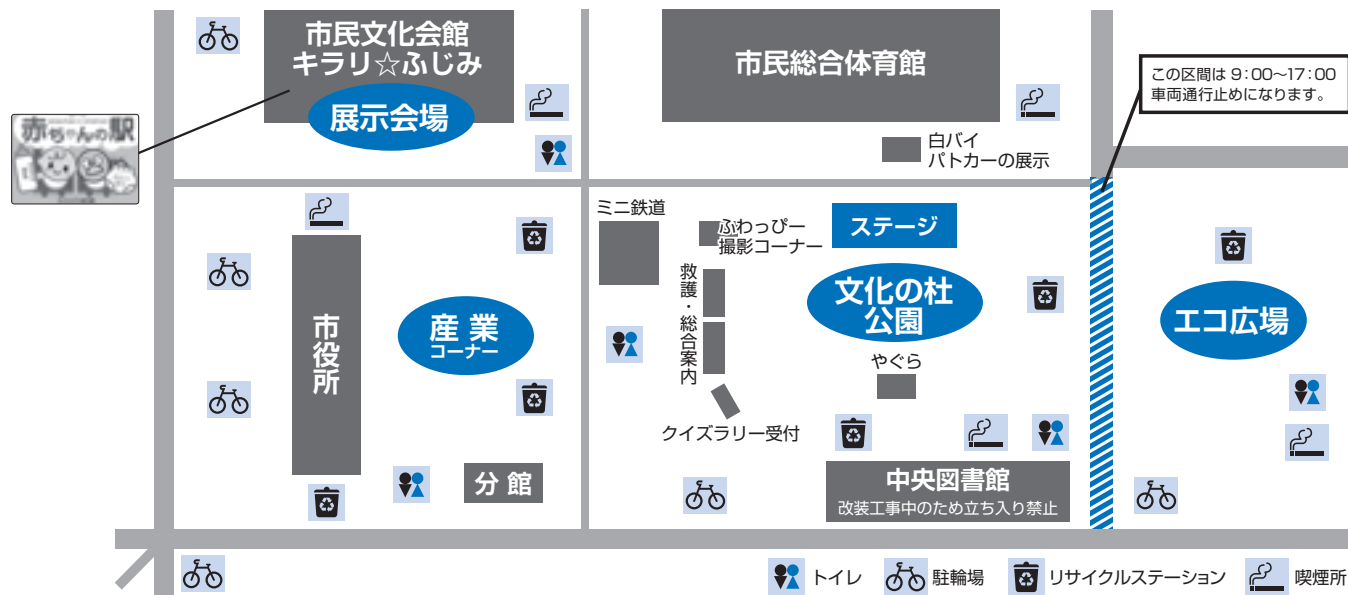 市民文化会館
キラリ☆ふじみ
展示会場
市民総合体育館
この区間は 9:00〜17:00
車両通行止めになります。
赤ちゃんの駅
白バイ
パトカーの展示
ミニ鉄道
ふわっぴー
撮影コーナー
ステージ
救護・総合案内
文化の杜
公園
エコ広場
市役所
産業
コーナー
やぐら
クイズラリー受付
分館
中央図書館
改装工事中のため立ち入り禁止
トイレ
駐輪場
リサイクルステーション
喫煙所